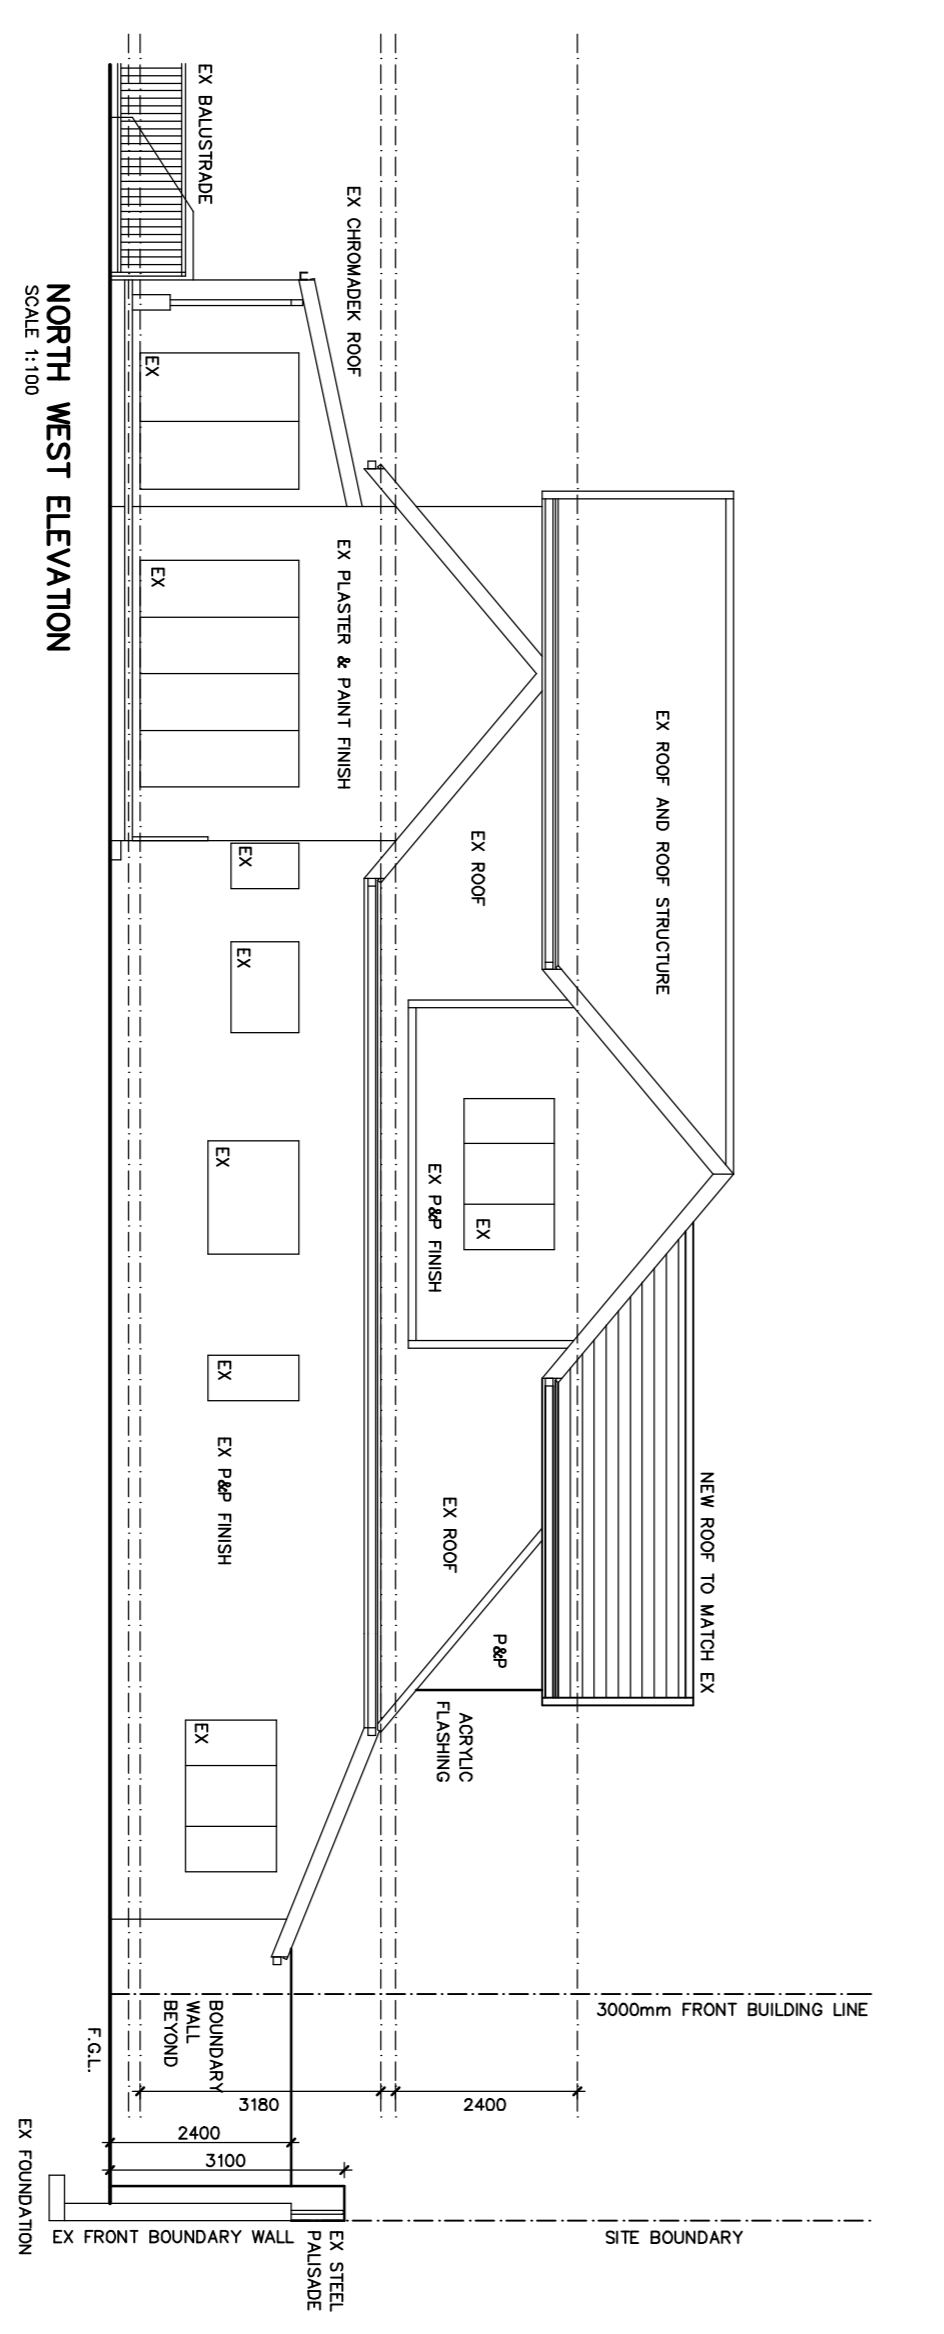 NEW ROOF TO MATCH EX
EX ROOF AND ROOF STRUCTURE
3000mm FRONT BUILDING LINE
SITE BOUNDARY
EX ROOF
EX
EX P&P FINISH
EX ROOF
P&P
ACRYLIC
FLASHING
2400
EX CHROMADEK ROOF
EX PLASTER & PAINT FINISH
EX BALUSTRADE
EX
EX
EX
EX
EX
EX
EX P&P FINISH
EX
BOUNDARY
WALL
BEYOND
3180
2400
3100
EX STEEL
PALISADE
F.G.L.
EX FRONT BOUNDARY WALL
EX FOUNDATION
NORTH WEST ELEVATION
SCALE 1:100